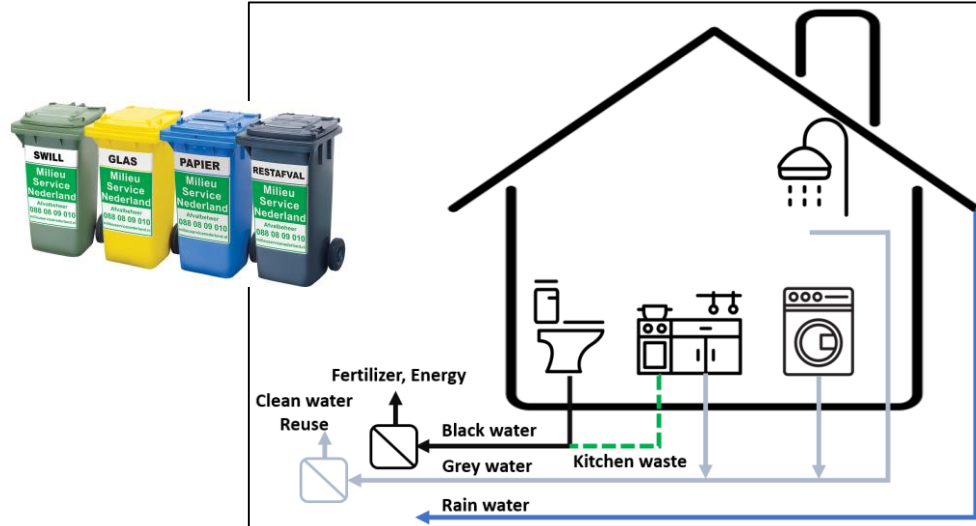 SWILL
Milieu
Service
Nederland
Afvalbeheer
088 08 09 010
GLAS
Milieu
Service
Nederland
Afvalbeheer
088 08 09 010
PAPIER
Milieu
Service
Nederland
Afvalbeheer
088 08 09 010
RESTAFVAL
Milieu
Service
Nederland
Afvalbeheer
088 08 09 010
Fertilizer, Energy
Clean water
Reuse
Black water
Kitchen waste
Grey water
Rain water